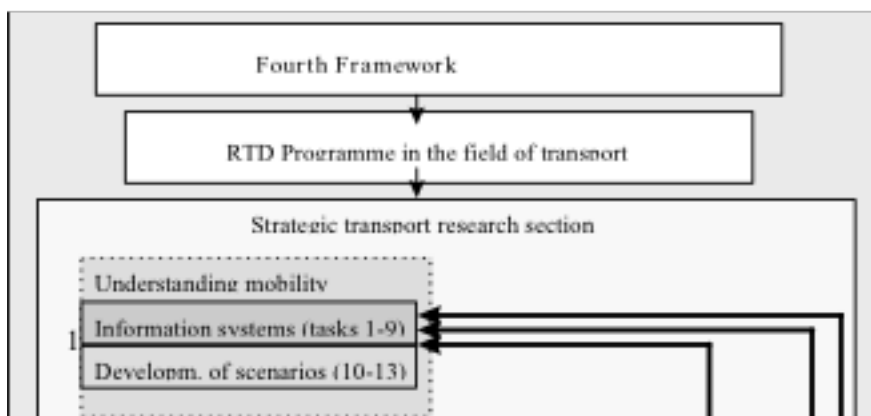 Fourth Framework
RTD Programme in the field of transport
Strategic transport research section
Understanding mobility
1
Information systems (tasks 1-9)
Developm. of scenarios (10-13)